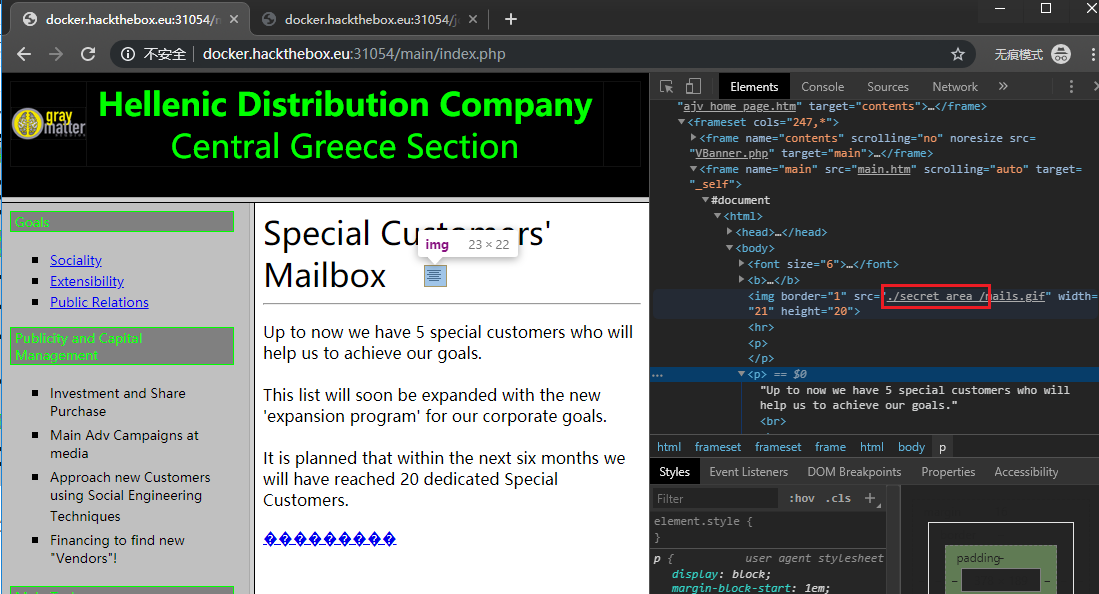 docker.hackthebox.eu:31054/m
docker.hackthebox.eu:31054/j
不安全
docker.hackthebox.eu:31054/main/index.php
无痕模式
gray
matter
Hellenic Distribution Company
Central Greece Section
Goals
Sociality
Extensibility
Public Relations
Publicity and Capital
Management
Investment and Share
Purchase
Main Adv Campaigns at
media
Approach new Customers
using Social Engineering
Techniques
Financing to find new
"Vendors"!
Special Customers'
Mailbox
img 23 × 22
Up to now we have 5 special customers who will
help us to achieve our goals.
This list will soon be expanded with the new
'expansion program' for our corporate goals.
It is planned that within the next six months we
will have reached 20 dedicated Special
Customers.
���������
Elements Console Sources Network »
"ajv home page.htm" target="contents">…</frame>
<frameset cols="247,*">
<frame name="contents" scrolling="no" noresize src=
"VBanner.php" target="main">…</frame>
<frame name="main" src="main.htm" scrolling="auto" target=
"_self">
#document
<html>
<head>…</head>
<body>
<font size="6">…</font>
<b>…</b>
<img border="1" src="./secret area /mails.gif" width=
"21" height="20">
<hr>
<p>
</p>
<p> == $0
"Up to now we have 5 special customers who will
help us to achieve our goals."
<br>
html frameset frameset frame html body p
Styles Event Listeners DOM Breakpoints Properties Accessibility
Filter :hov .cls +
element.style {
}
p { user agent stylesheet
display: block;
margin-block-start: 1em;
padding-